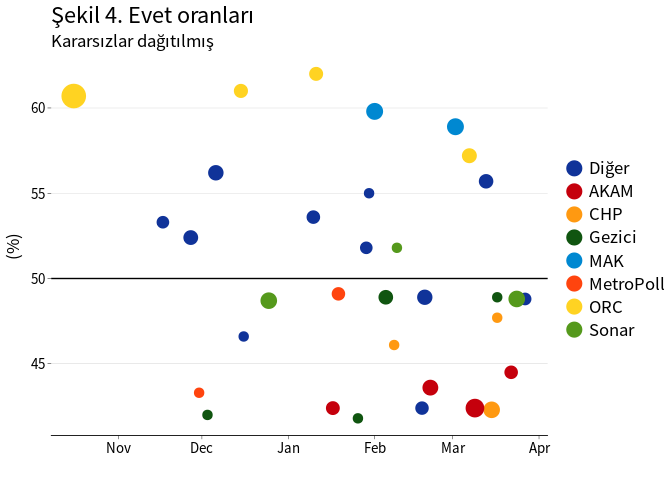 Şekil 4. Evet oranları
Kararsızlar dağıtılmış
(%)
60
55
50
45
Nov Dec Jan Feb Mar Apr
Diğer
AKAM
CHP
Gezici
MAK
MetroPoll
ORC
Sonar